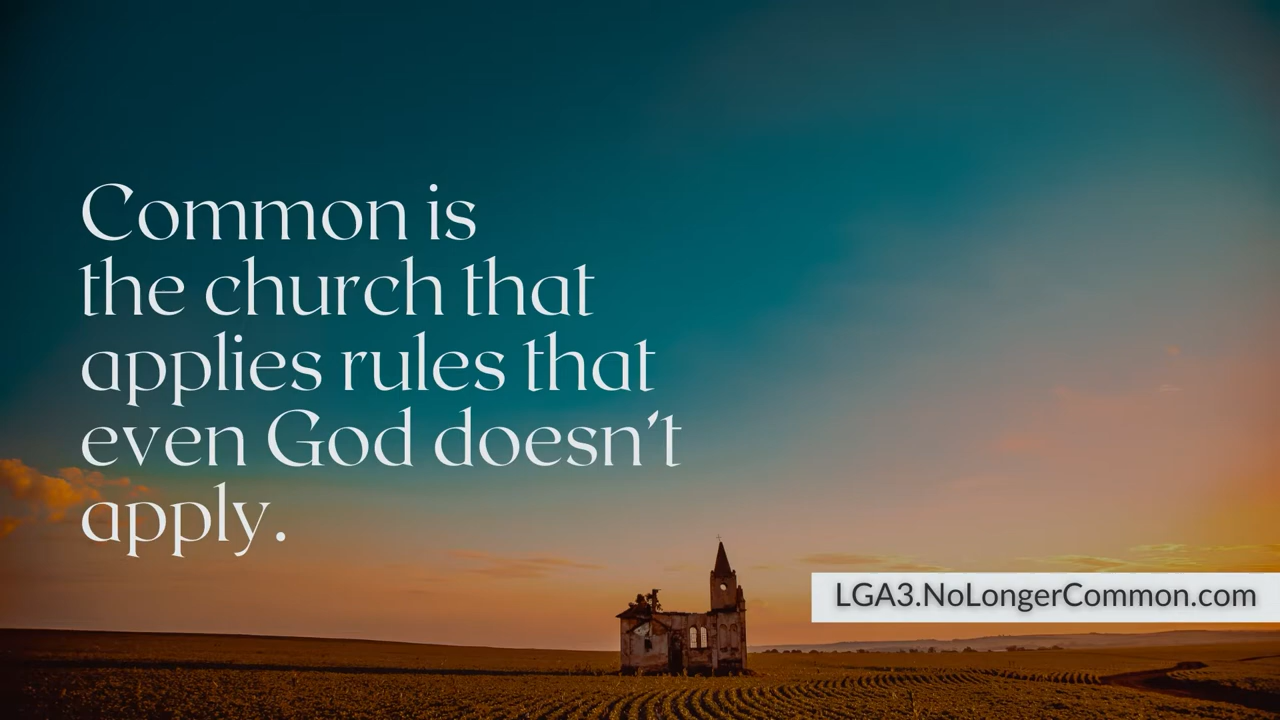 Common is
the church that
applies rules that
even God doesn't
apply.
LGA3.NoLongerCommon.com